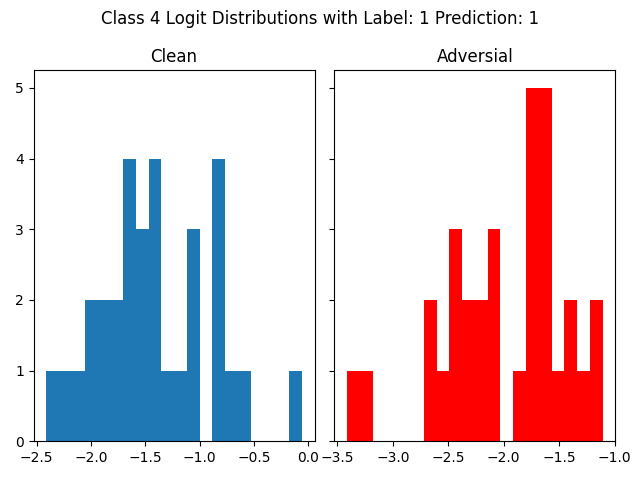 Class 4 Logit Distributions with Label: 1 Prediction: 1
Clean
Adversial
5
4
3
2
1
0
−2.5 −2.0 −1.5 −1.0 −0.5 0.0
−3.5 −3.0 −2.5 −2.0 −1.5 −1.0